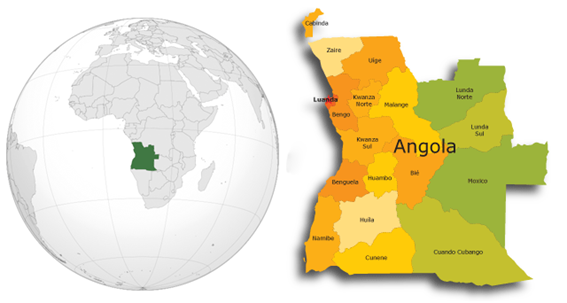 Cabinda
Zaire
Uige
Luanda
Bengo
Kwanza
Norte
Malange
Lunda
Norte
Lunda
Sul
Kwanza
Sul
Angola
Benguela
Huambo
Bié
Moxico
Huila
Namibe
Cunene
Cuando Cubango